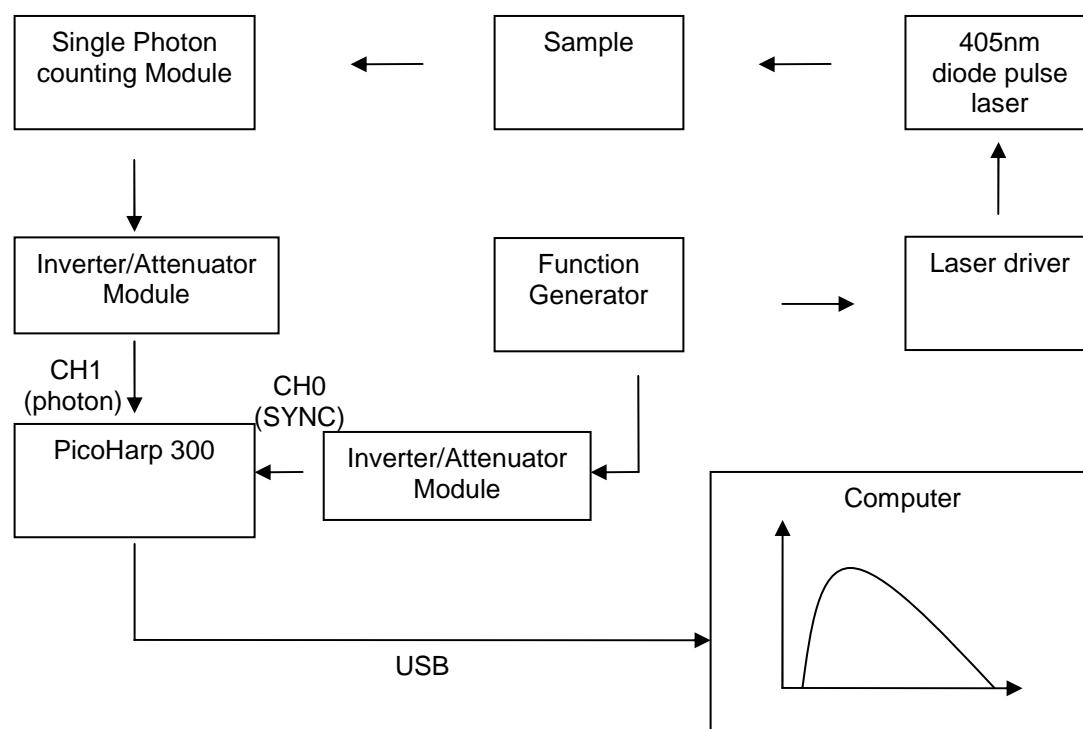 Single Photon
counting Module
Sample
405nm
diode pulse
laser
Inverter/Attenuator
Module
Function
Generator
Laser driver
CH1
(photon)
CH0
(SYNC)
PicoHarp 300
Inverter/Attenuator
Module
Computer
USB